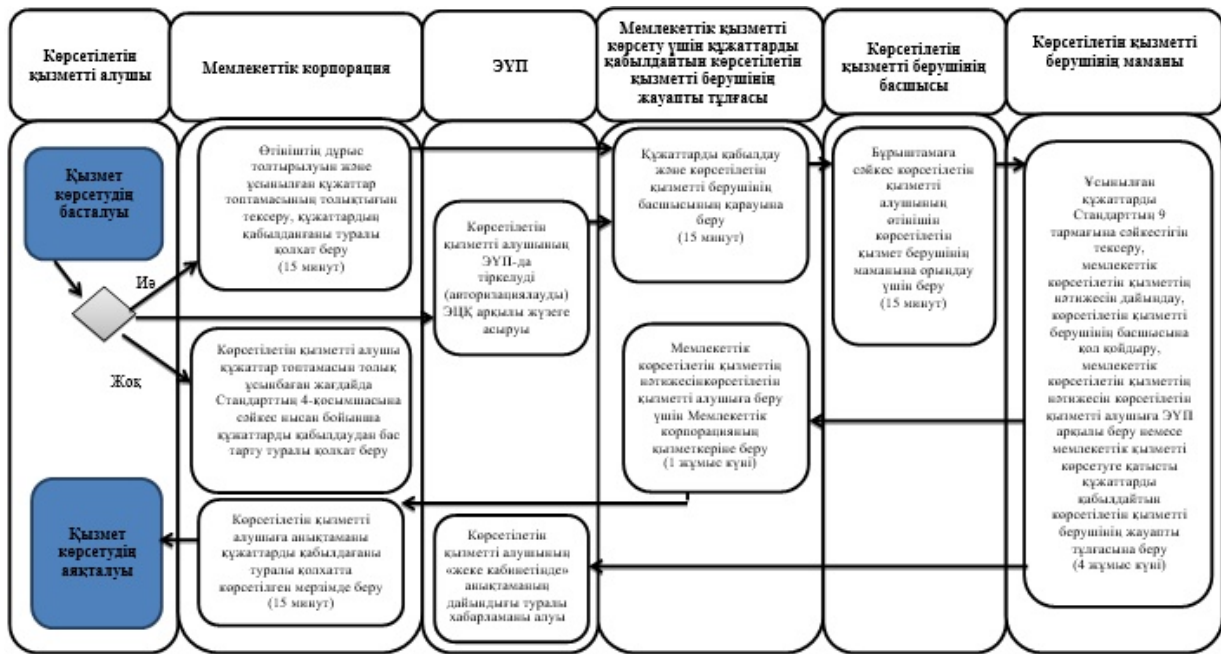 Көрсетілетін
қызметті алушы
Мемлекеттік корпорация
ЭҮП
Мемлекеттік қызметті
көрсету үшін құжаттарды
қабылдайтын көрсетілетін
қызметті берушінің
жауапты тұлғасы
Көрсетілетін
қызметті берушінің
басшысы
Көрсетілетін қызметті
берушінің маманы
Қызмет
көрсетудің
басталуы
Иә
Жоқ
Қызмет
көрсетудің
аяқталуы
Өтініштің дұрыс
толтырылуын және
ұсынылған құжаттар
топтамасының толықтығын
тексеру, құжаттардың
қабылданғаны туралы
қолхат беру
(15 минут)
Көрсетілетін қызметті алушы
құжаттар топтамасын толық
ұсынбаған жағдайда
Стандарттың 4-қосымшасына
сәйкес нысан бойынша
құжаттарды қабылдаудан бас
тарту туралы қолхат беру
Көрсетілетін қызметті
алушыға анықтаманы
құжаттарды қабылдағаны
туралы қолхатта
көрсетілген мерзімде беру
(15 минут)
Көрсетілетін
қызметті алушының
ЭҮП-да
тіркелуді
(авторизациялауды)
ЭЦҚ арқылы жүзеге
асыруы
Көрсетілетін
қызметті алушының
«жеке кабинетінде»
анықтаманың
дайындығы туралы
хабарламаны алуы
Құжаттарды қабылдау
және көрсетілетін
қызметті берушінің
басшысының қарауына
беру
(15 минут)
Мемлекеттік
көрсетілетін қызметтің
нәтижесінкөрсетілетін
қызметті алушыға беру
үшін Мемлекеттік
корпорацияның
қызметкеріне беру
(1 жұмыс күні)
Бұрыштамаға
сәйкес көрсетілетін
қызметті
алушының
өтінішін
көрсетілетін
қызмет берушінің
маманына орындау
үшін беру
(15 минут)
Ұсынылған
құжаттарды
Стандарттың 9
тармағына сәйкестігін
тексеру,
мемлекеттік
көрсетілетін қызметтің
нәтижесін дайындау,
көрсетілетін қызметті
берушінің басшысына
қол қойдыру,
мемлекеттік
көрсетілетін қызметтің
нәтижесін көрсетілетін
қызметті алушыға ЭҮП
арқылы беру немесе
мемлекеттік қызметті
көрсетуге қатысты
құжаттарды
қабылдайтын
көрсетілетін қызметті
берушінің жауапты
тұлғасына беру
(4 жұмыс күні)